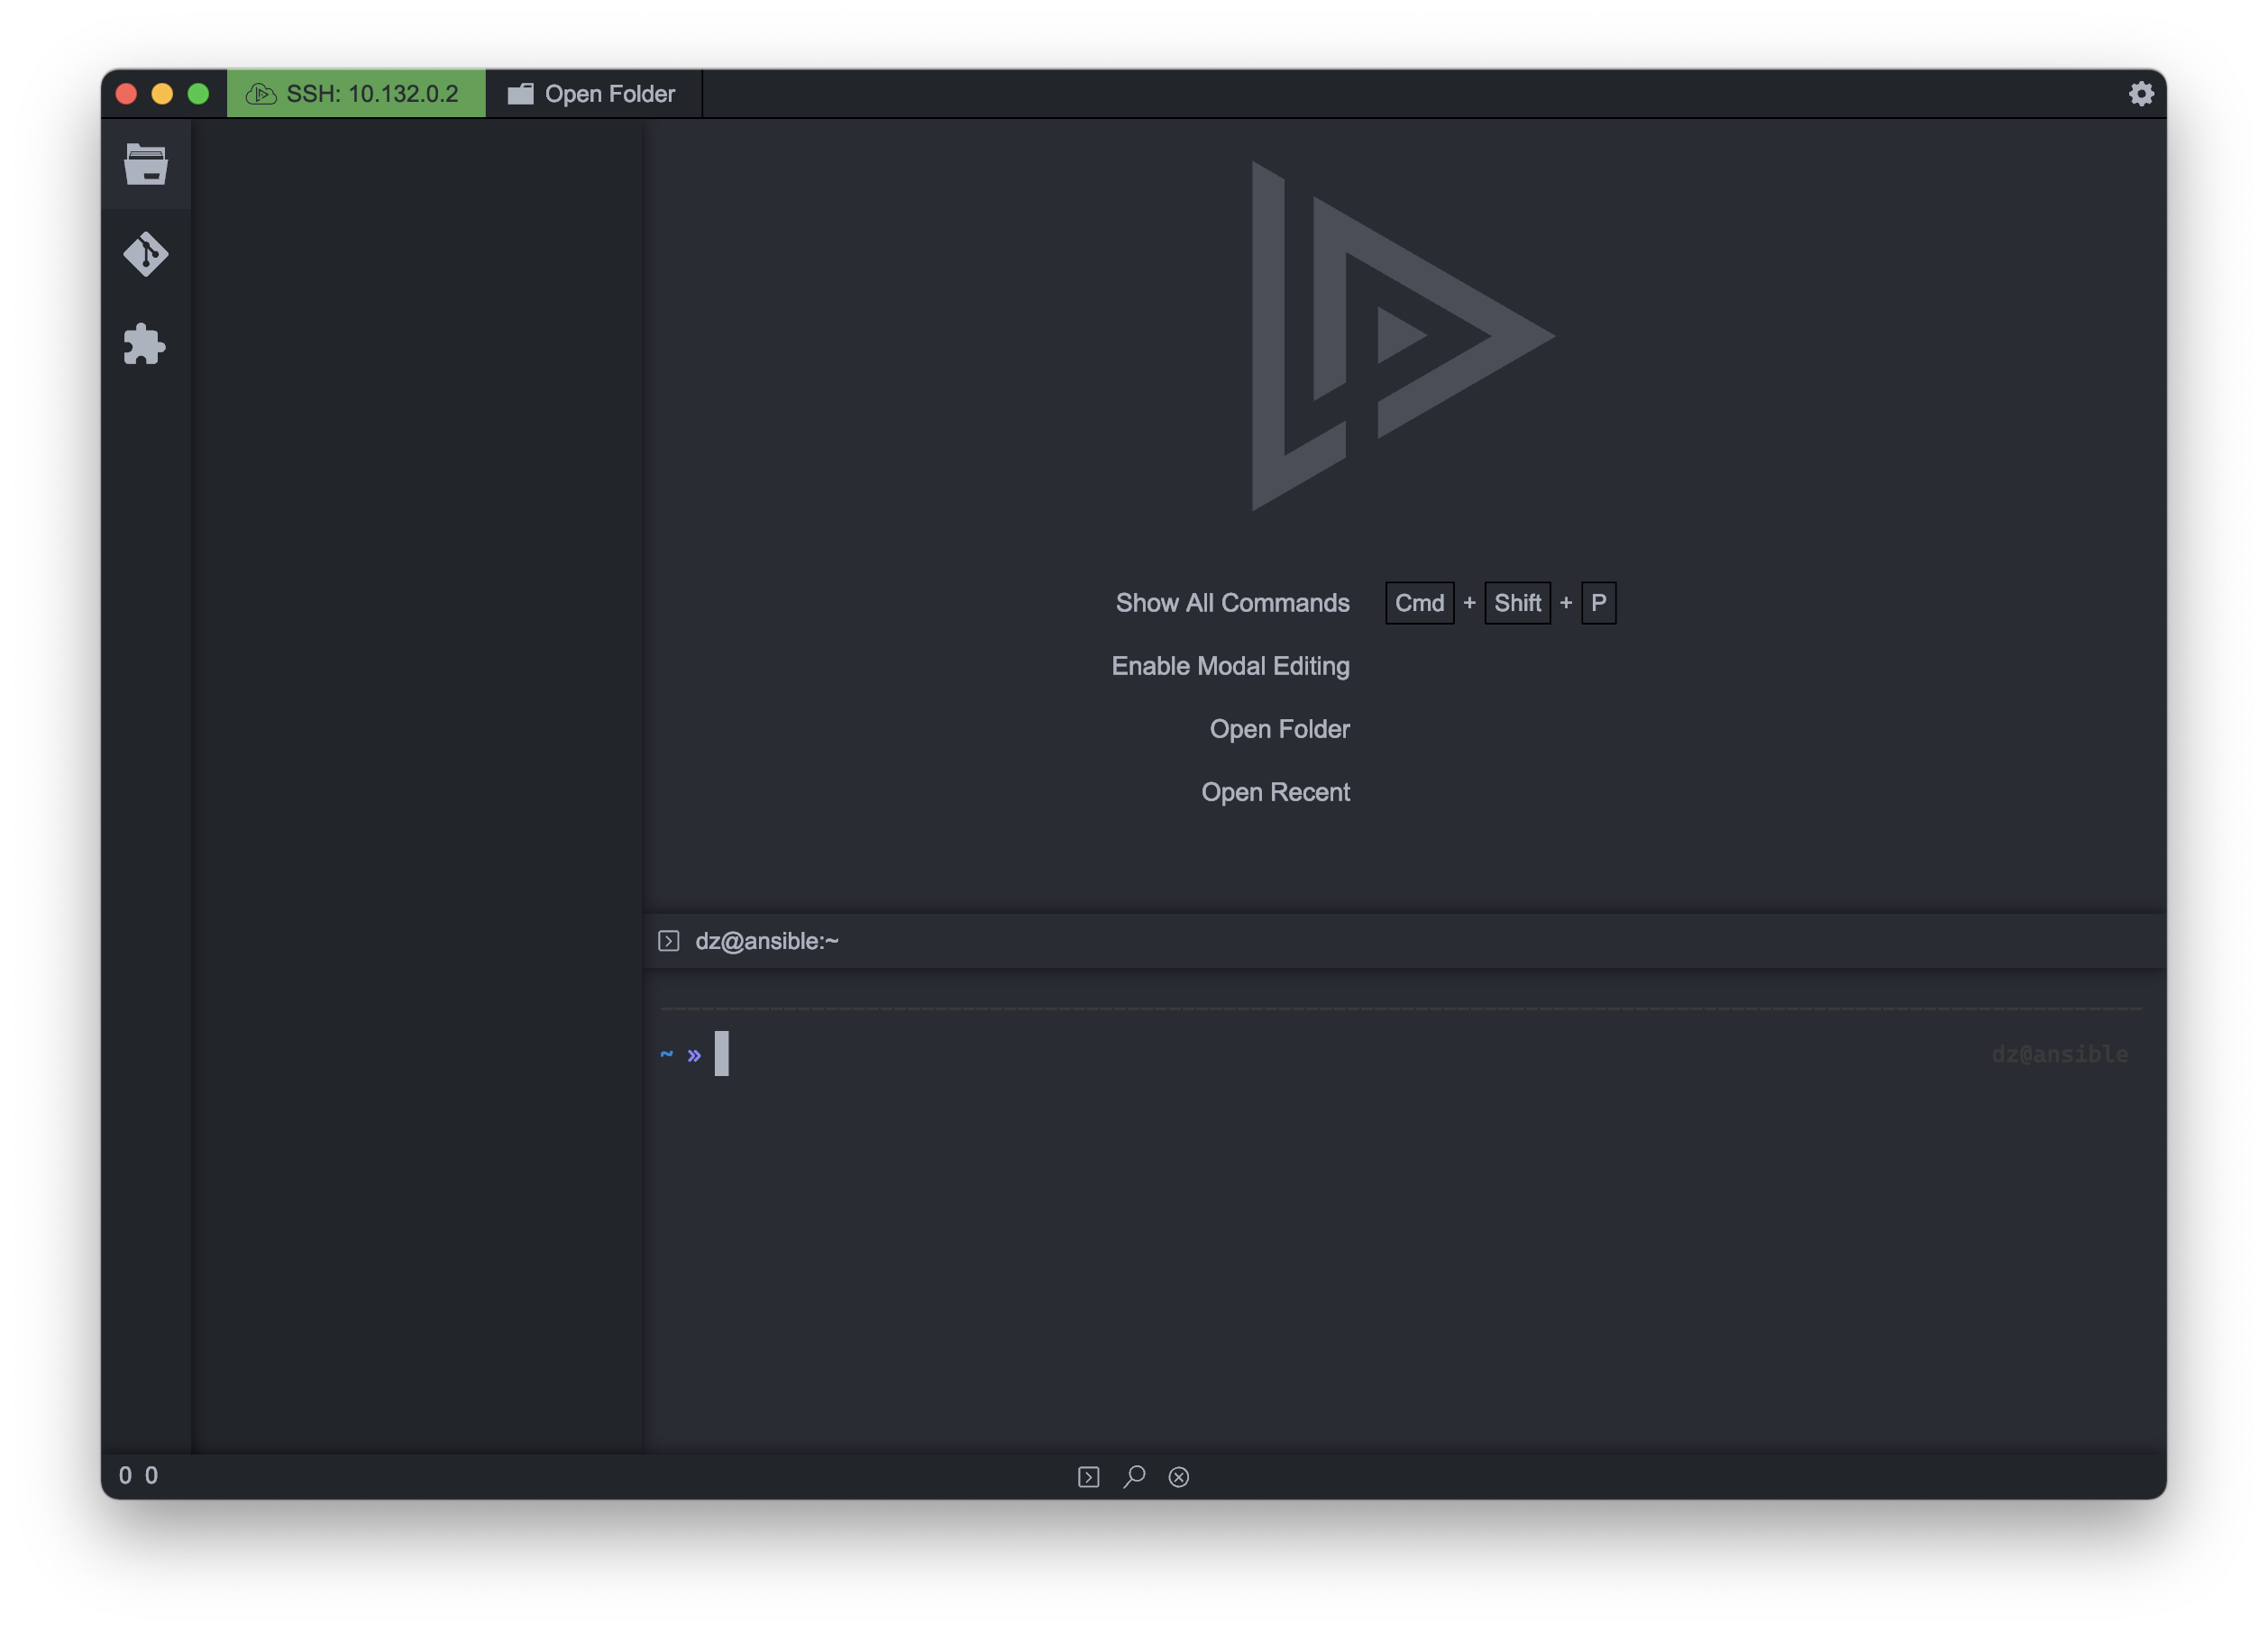 SSH: 10.132.0.2 Open Folder
Show All Commands Cmd + Shift + P
Enable Modal Editing
Open Folder
Open Recent
dz@ansible:~
~ » dz@ansible
0 0